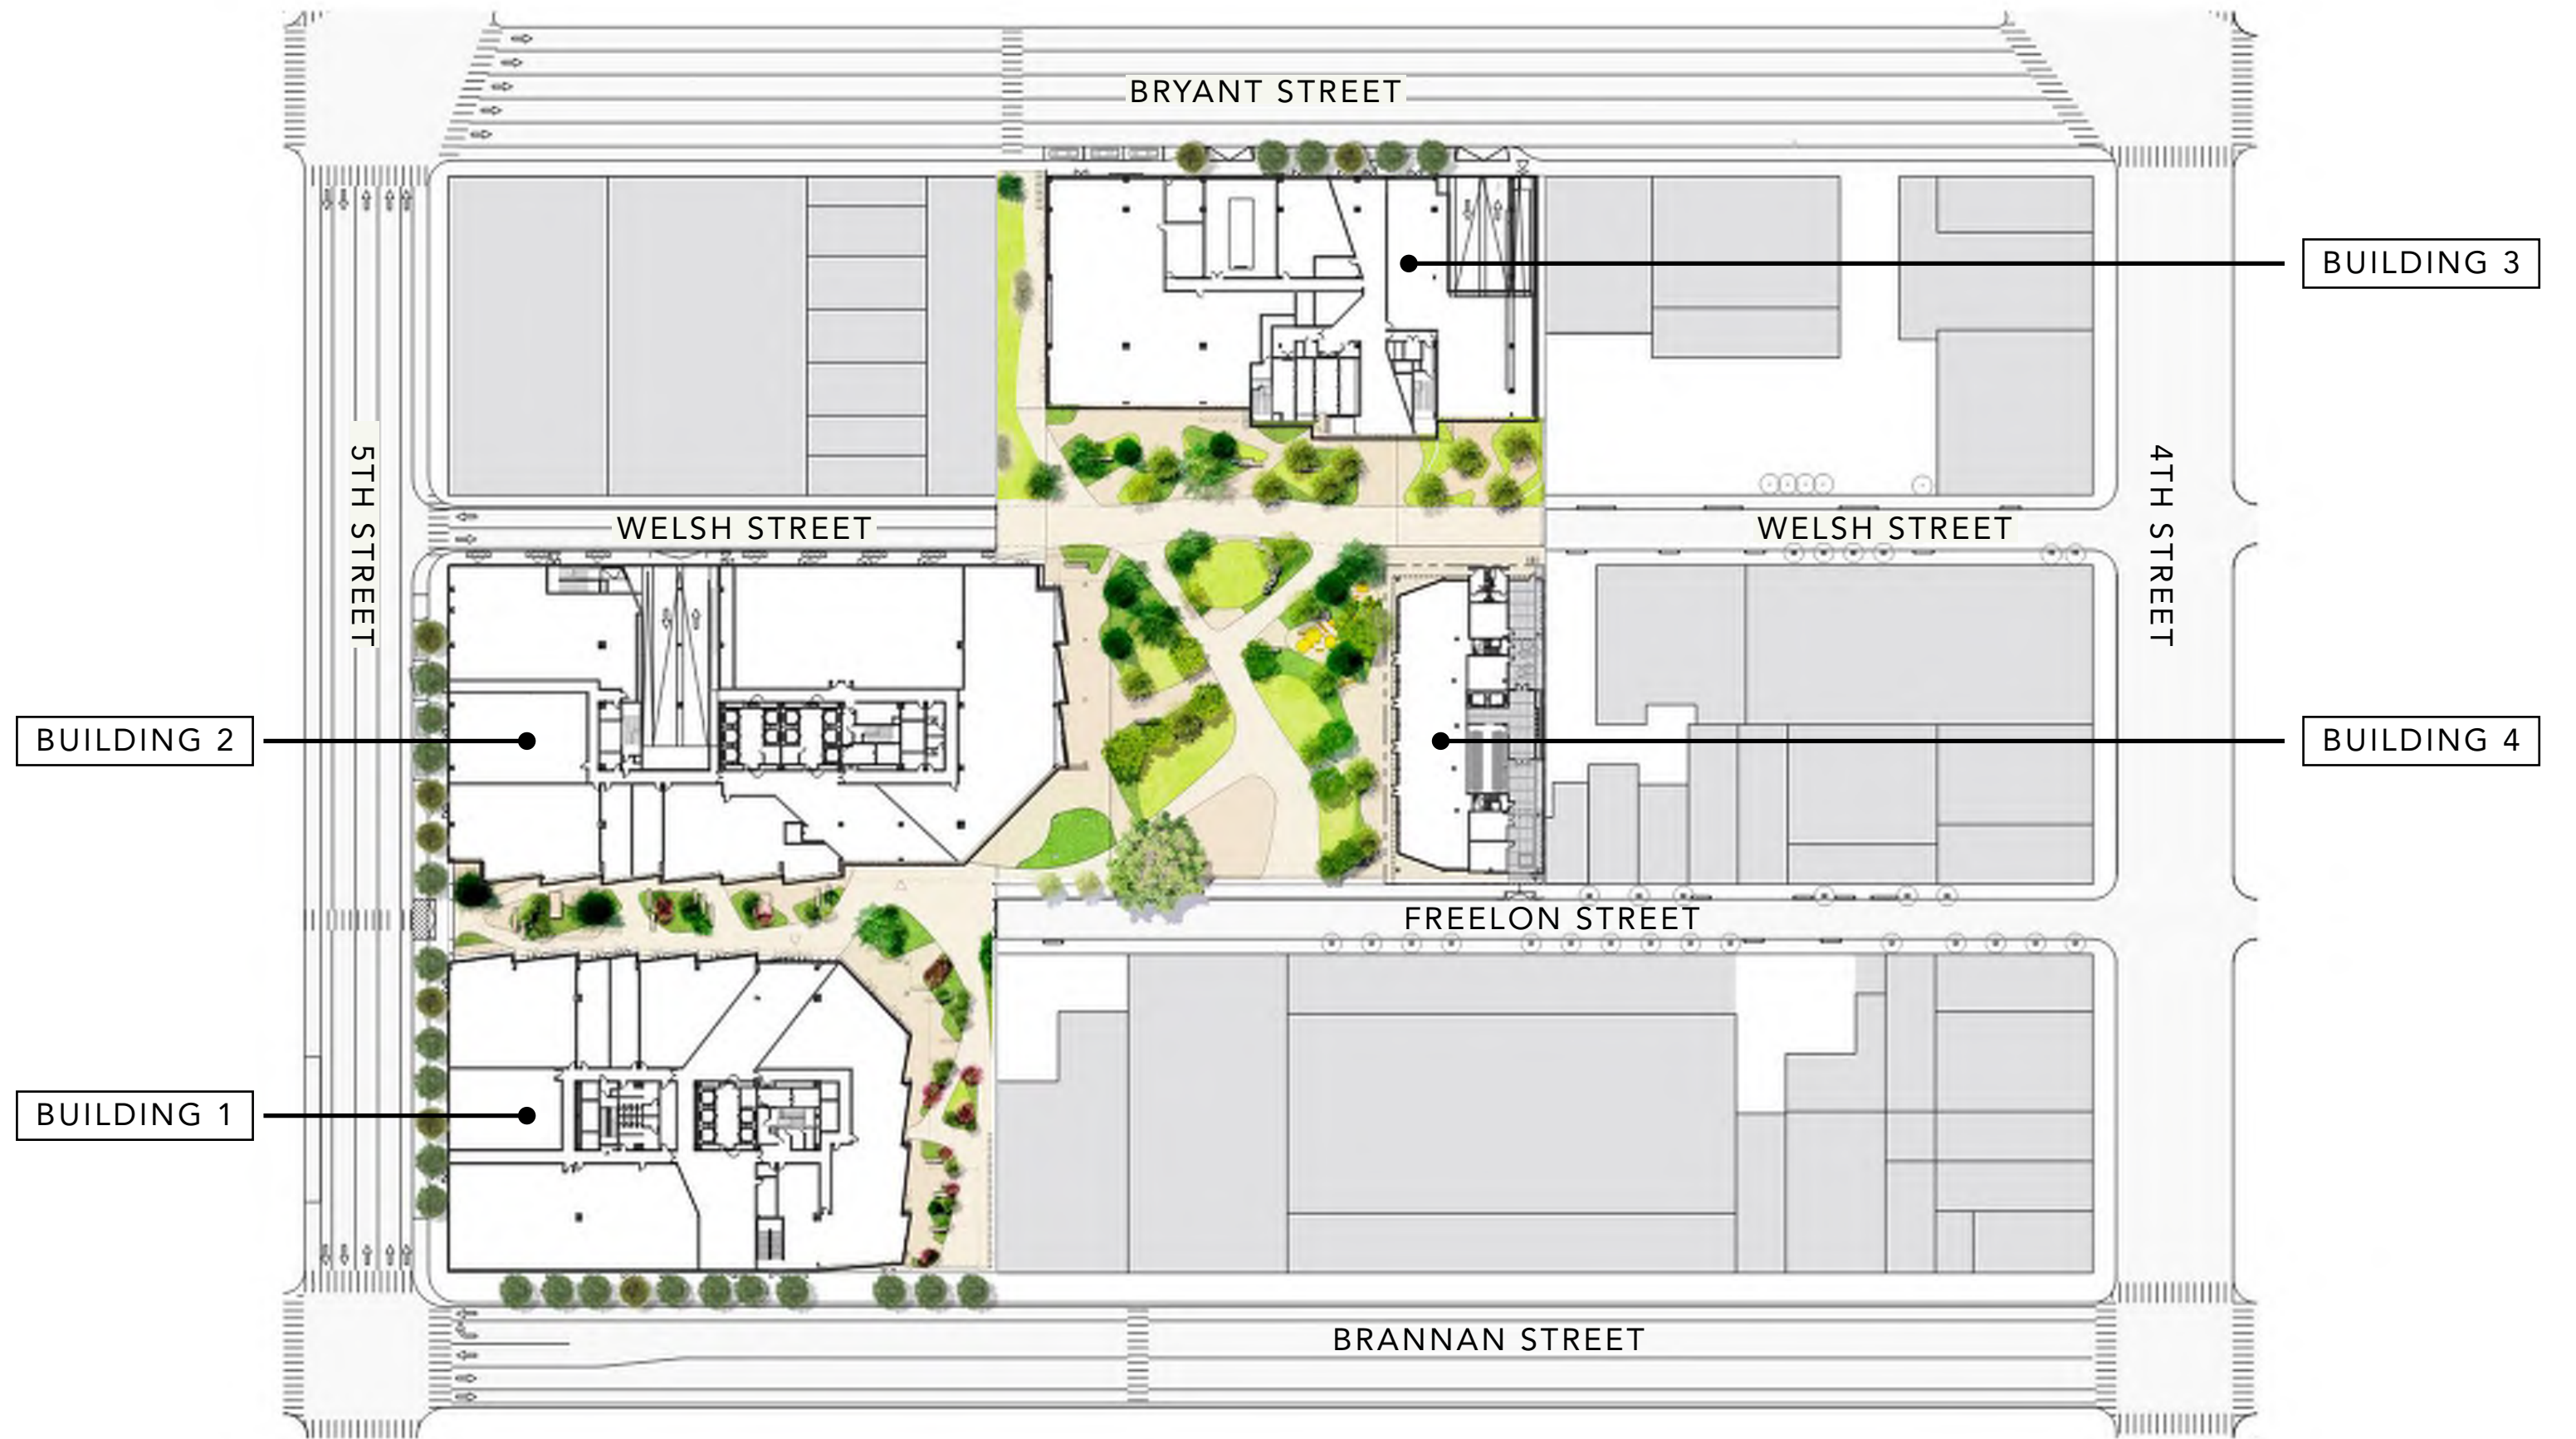 BRYANT STREET
BUILDING 3
5TH STREET
4TH STREET
WELSH STREET
WELSH STREET
BUILDING 2
BUILDING 4
FREELON STREET
BUILDING 1
BRANNAN STREET